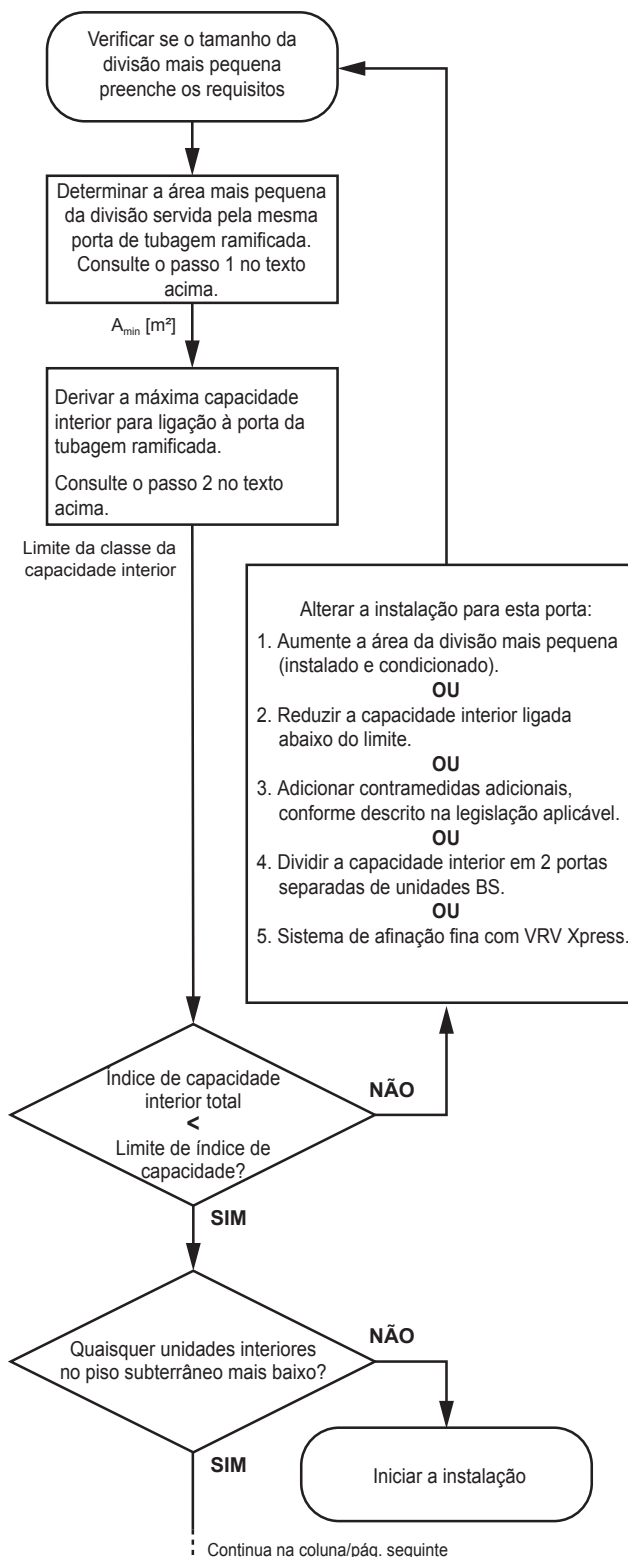 Verificar se o tamanho da
divisão mais pequena
preenche os requisitos
Determinar a área mais pequena
da divisão servida pela mesma
porta de tubagem ramificada.
Consulte o passo 1 no texto
acima.
Amin [m²]
Derivar a máxima capacidade
interior para ligação à porta da
tubagem ramificada.
Consulte o passo 2 no texto
acima.
Limite da classe da
capacidade interior
Alterar a instalação para esta porta:
1. Aumente a área da divisão mais pequena
(instalado e condicionado).
OU
2. Reduzir a capacidade interior ligada
abaixo do limite.
OU
3. Adicionar contramedidas adicionais,
conforme descrito na legislação aplicável.
OU
4. Dividir a capacidade interior em 2 portas
separadas de unidades BS.
OU
5. Sistema de afinação fina com VRV Xpress.
Índice de capacidade
interior total
<
Limite de índice de
capacidade?
NÃO
SIM
Quaisquer unidades interiores
no piso subterrâneo mais baixo?
NÃO
SIM
Iniciar a instalação
Continua na coluna/pág. seguinte